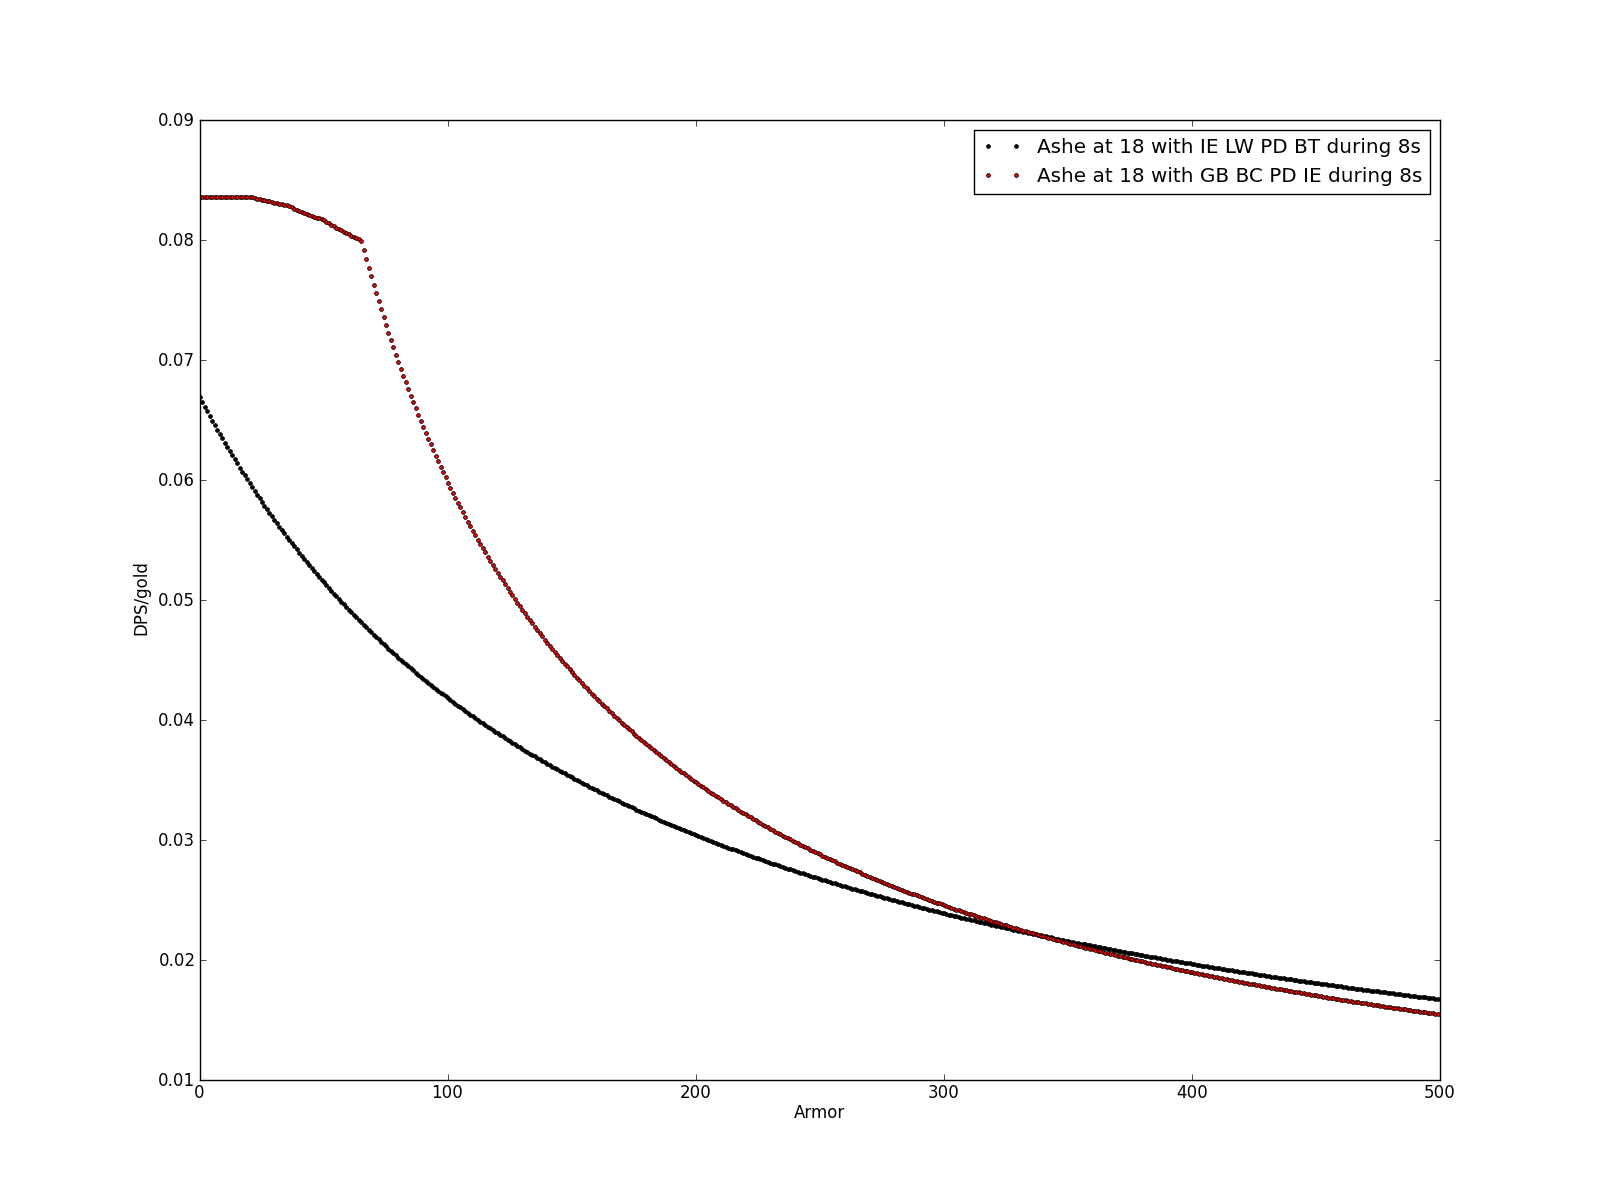 0.09
Ashe at 18 with IE LW PD BT during 8s
Ashe at 18 with GB BC PD IE during 8s
0.08
0.07
0.06
0.05
DPS/gold
0.04
0.03
0.02
0.01
0 100 200 300 400 500
Armor